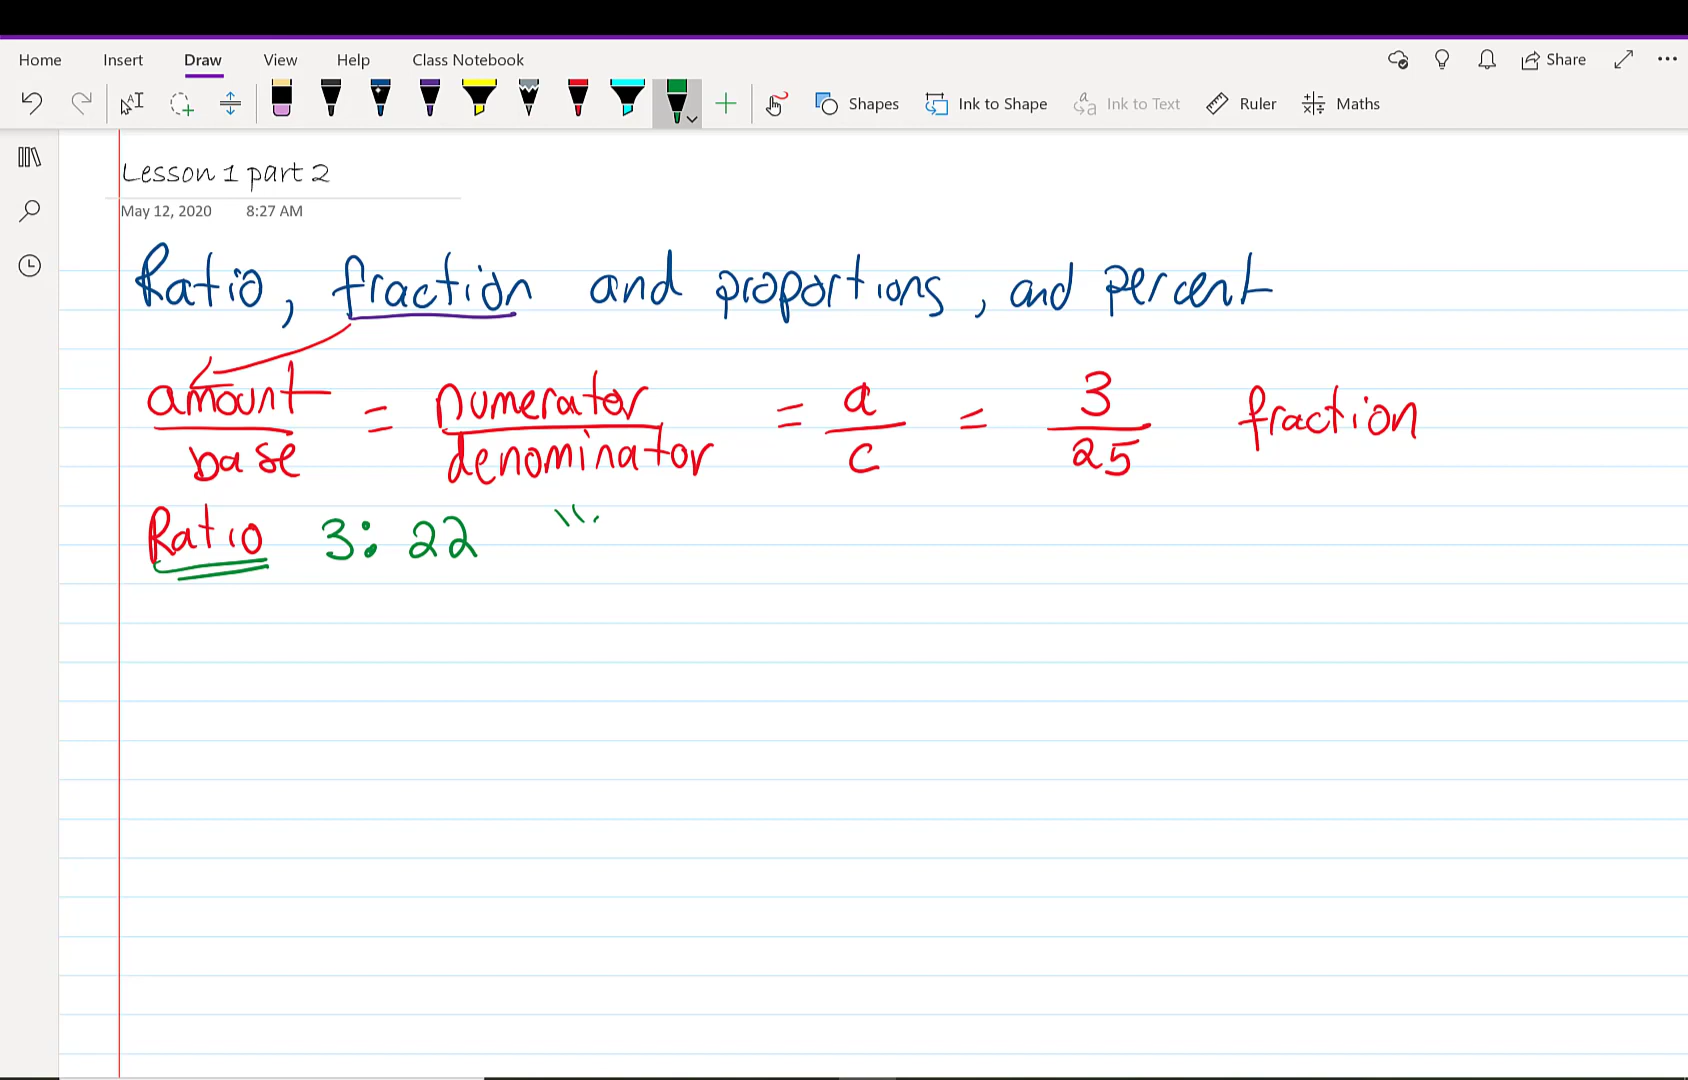 Home Insert Draw View Help Class Notebook Share
Shapes Ink to Shape Ink to Text Ruler Maths
Lesson 1 part 2
May 12, 2020 8:27 AM
Ratio, fraction and proportions, and percent
amount/base = numerator/denominator = a/c = 3/25 fraction
Ratio 3: 22